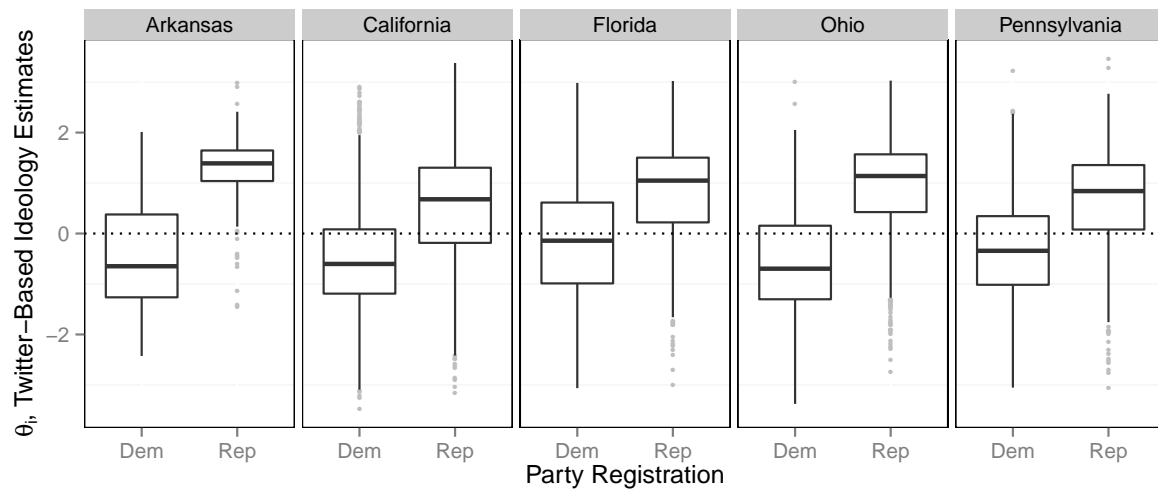 Arkansas California Florida Ohio Pennsylvania
θi, Twitter−Based Ideology Estimates
2
0
−2
Dem Rep Dem Rep Dem Rep Dem Rep Dem Rep
Party Registration